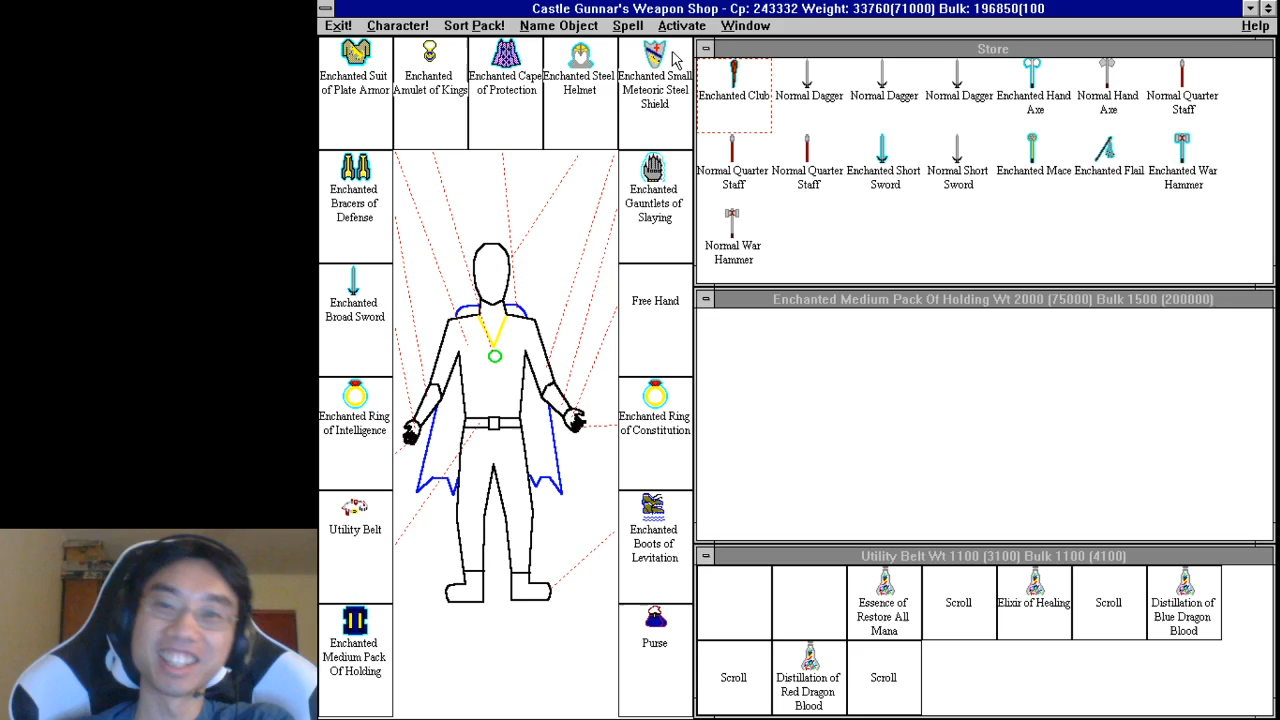 Castle Gunnar's Weapon Shop - Cp: 243332 Weight: 33760(71000) Bulk: 196850(100
Exit! Character! Sort Pack! Name Object Spell Activate Window Help
Enchanted Suit
of Plate Armor
Enchanted
Amulet of Kings
Enchanted Cape
of Protection
Enchanted Steel
Helmet
Enchanted Small
Meteoric Steel
Shield
Enchanted
Bracers of
Defense
Enchanted
Gauntlets of
Slaying
Enchanted
Broad Sword
Free Hand
Enchanted Ring
of Intelligence
Enchanted Ring
of Constitution
Utility Belt
Enchanted
Boots of
Levitation
Enchanted
Medium Pack
Of Holding
Purse
Store
Enchanted Club
Normal Dagger
Normal Dagger
Normal Dagger
Enchanted Hand
Axe
Normal Hand
Axe
Normal Quarter
Staff
Normal Quarter
Staff
Normal Quarter
Staff
Enchanted Short
Sword
Normal Short
Sword
Enchanted Mace
Enchanted Flail
Enchanted War
Hammer
Normal War
Hammer
Enchanted Medium Pack Of Holding Wt 2000 (75000) Bulk 1500 (200000)
Utility Belt Wt 1100 (3100) Bulk 1100 (4100)
Essence of
Restore All
Mana
Scroll
Elixir of Healing
Scroll
Distillation of
Blue Dragon
Blood
Scroll
Distillation of
Red Dragon
Blood
Scroll